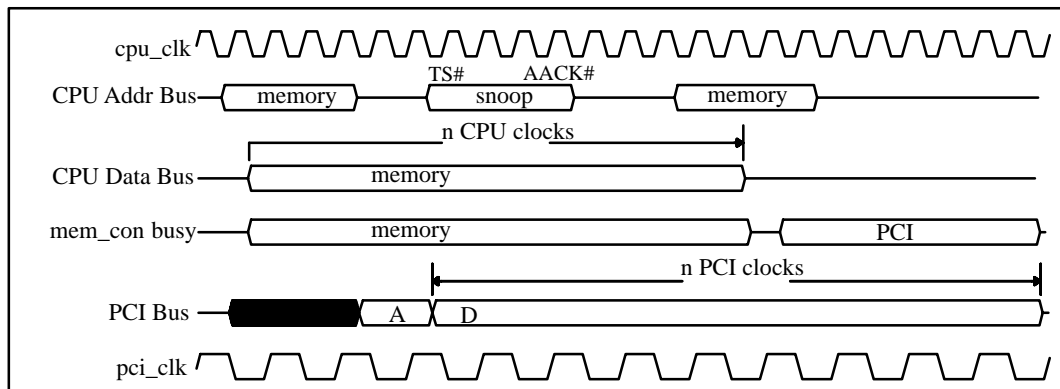 cpu_clk
TS# AACK#
CPU Addr Bus memory snoop memory
n CPU clocks
CPU Data Bus memory
mem_con busy memory PCI
n PCI clocks
PCI Bus A D
pci_clk